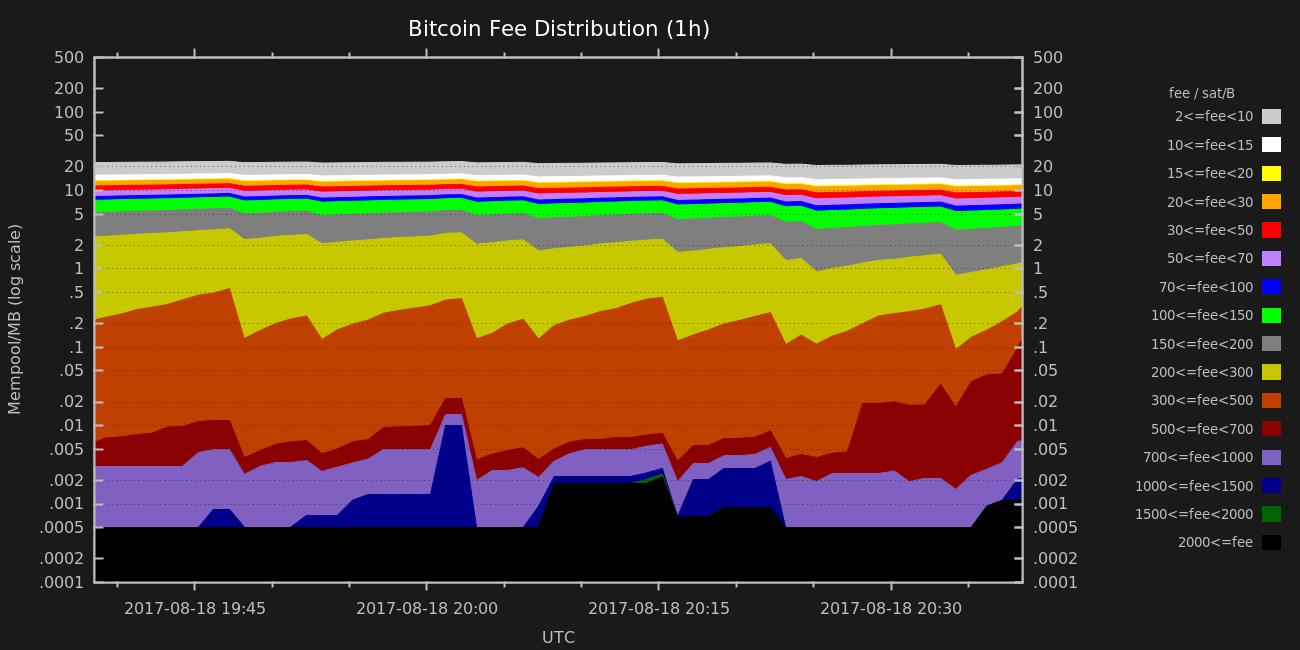 Bitcoin Fee Distribution (1h)
500
200
100
50
20
10
5
2
1
.5
.2
.1
.05
.02
.01
.005
.002
.001
.0005
.0002
.0001
Mempool/MB (log scale)
500
200
100
50
20
10
5
2
1
.5
.2
.1
.05
.02
.01
.005
.002
.001
.0005
.0002
.0001
2017-08-18 19:45
2017-08-18 20:00
2017-08-18 20:15
2017-08-18 20:30
UTC
fee / sat/B
2<=fee<10
10<=fee<15
15<=fee<20
20<=fee<30
30<=fee<50
50<=fee<70
70<=fee<100
100<=fee<150
150<=fee<200
200<=fee<300
300<=fee<500
500<=fee<700
700<=fee<1000
1000<=fee<1500
1500<=fee<2000
2000<=fee